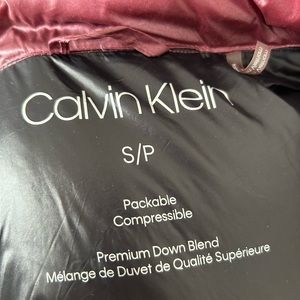 Calvin Klein
S/P
Packable
Compressible
Premium Down Blend
Mélange de Duvet de Qualité Supérieure